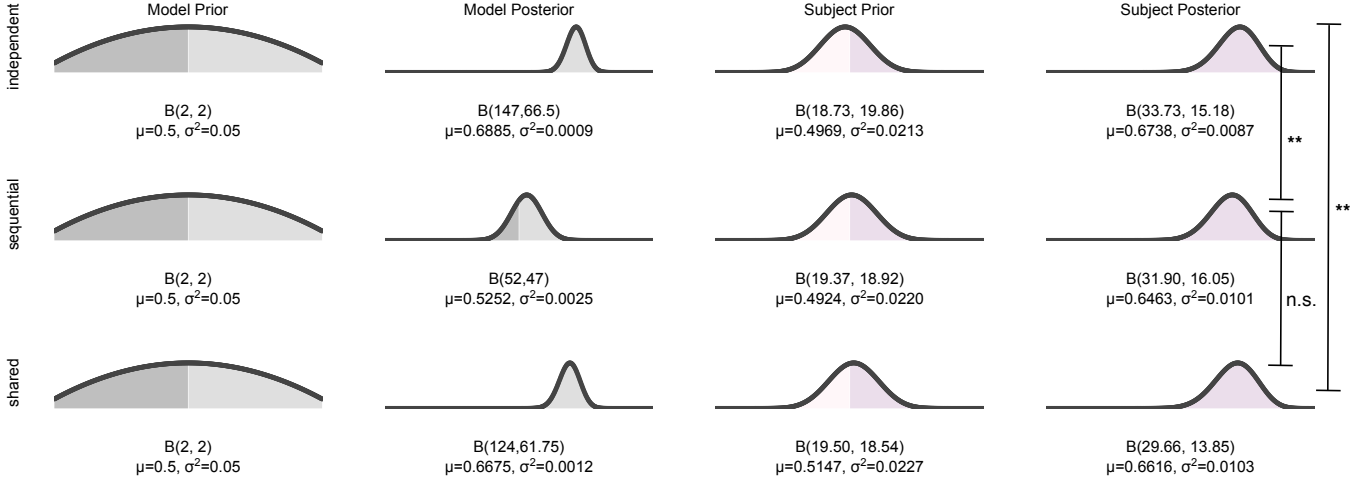 Model Prior
Model Posterior
Subject Prior
Subject Posterior
independent
B(2, 2)
μ=0.5, σ²=0.05
B(147,66.5)
μ=0.6885, σ²=0.0009
B(18.73, 19.86)
μ=0.4969, σ²=0.0213
B(33.73, 15.18)
μ=0.6738, σ²=0.0087
**
**
sequential
B(2, 2)
μ=0.5, σ²=0.05
B(52,47)
μ=0.5252, σ²=0.0025
B(19.37, 18.92)
μ=0.4924, σ²=0.0220
B(31.90, 16.05)
μ=0.6463, σ²=0.0101
n.s.
shared
B(2, 2)
μ=0.5, σ²=0.05
B(124,61.75)
μ=0.6675, σ²=0.0012
B(19.50, 18.54)
μ=0.5147, σ²=0.0227
B(29.66, 13.85)
μ=0.6616, σ²=0.0103